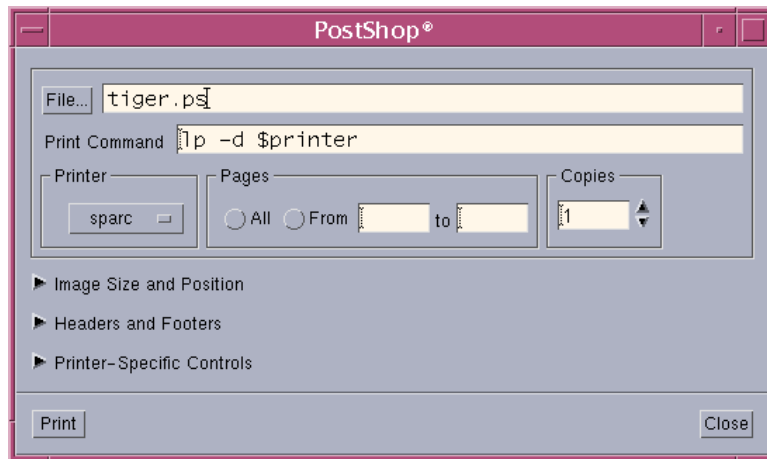 PostShop®
File... tiger.ps
Print Command lp -d $printer
Printer Pages Copies
sparc All From to 1
Image Size and Position
Headers and Footers
Printer-Specific Controls
Print Close